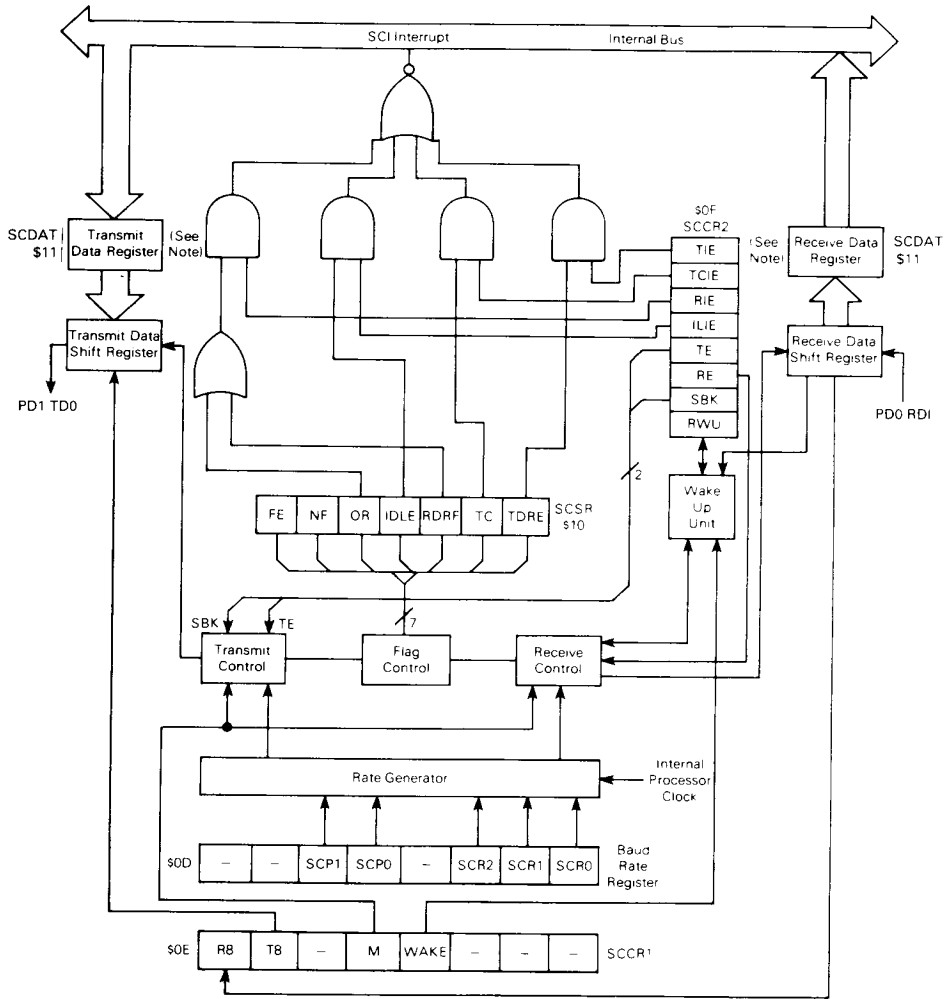 SCI Interrupt
Internal Bus
SCDAT
$11
Transmit
Data Register
(See
Note)
$0F
SCCR2
TIE
TCIE
RIE
ILIE
TE
RE
SBK
RWU
(See
Note)
Receive Data
Register
SCDAT
$11
Transmit Data
Shift Register
Receive Data
Shift Register
PD1 TD0
PD0 RDI
2
Wake
Up
Unit
FE
NF
OR
IDLE
RDRF
TC
TDRE
SCSR
$10
SBK
TE
7
Transmit
Control
Flag
Control
Receive
Control
Rate Generator
Internal
Processor
Clock
$0D
–
–
SCP1
SCP0
–
SCR2
SCR1
SCR0
Baud
Rate
Register
$0E
R8
T8
–
M
WAKE
–
–
–
SCCR1